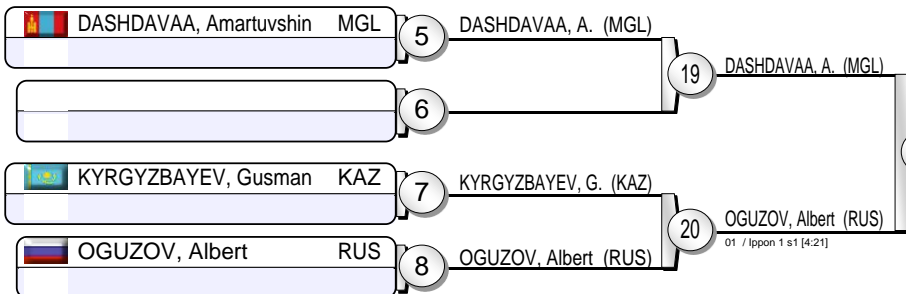 DASHDAVAA, Amartuvshin MGL
5
DASHDAVAA, A. (MGL)
19
DASHDAVAA, A. (MGL)
6
KYRGYZBAYEV, Gusman KAZ
7
KYRGYZBAYEV, G. (KAZ)
20
OGUZOV, Albert (RUS)
01 / Ippon 1 s1 [4:21]
OGUZOV, Albert RUS
8
OGUZOV, Albert (RUS)